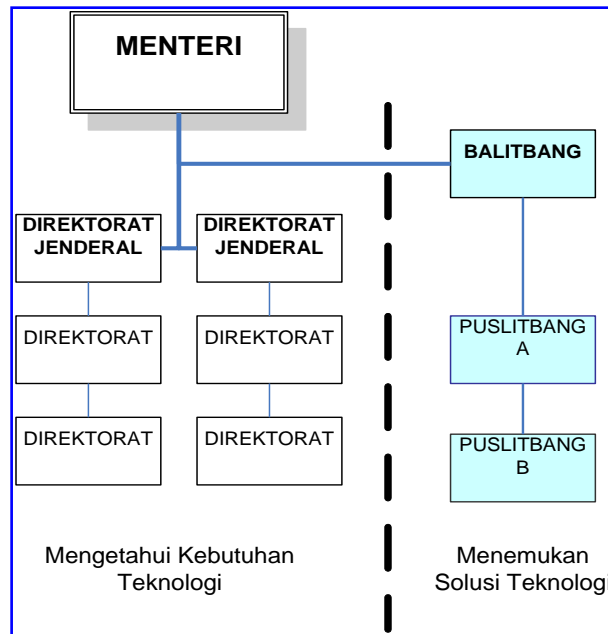 MENTERI
BALITBANG
DIREKTORAT
JENDERAL
DIREKTORAT
JENDERAL
DIREKTORAT
DIREKTORAT
PUSLITBANG
A
DIREKTORAT
DIREKTORAT
PUSLITBANG
B
Mengetahui Kebutuhan
Teknologi
Menemukan
Solusi Teknologi